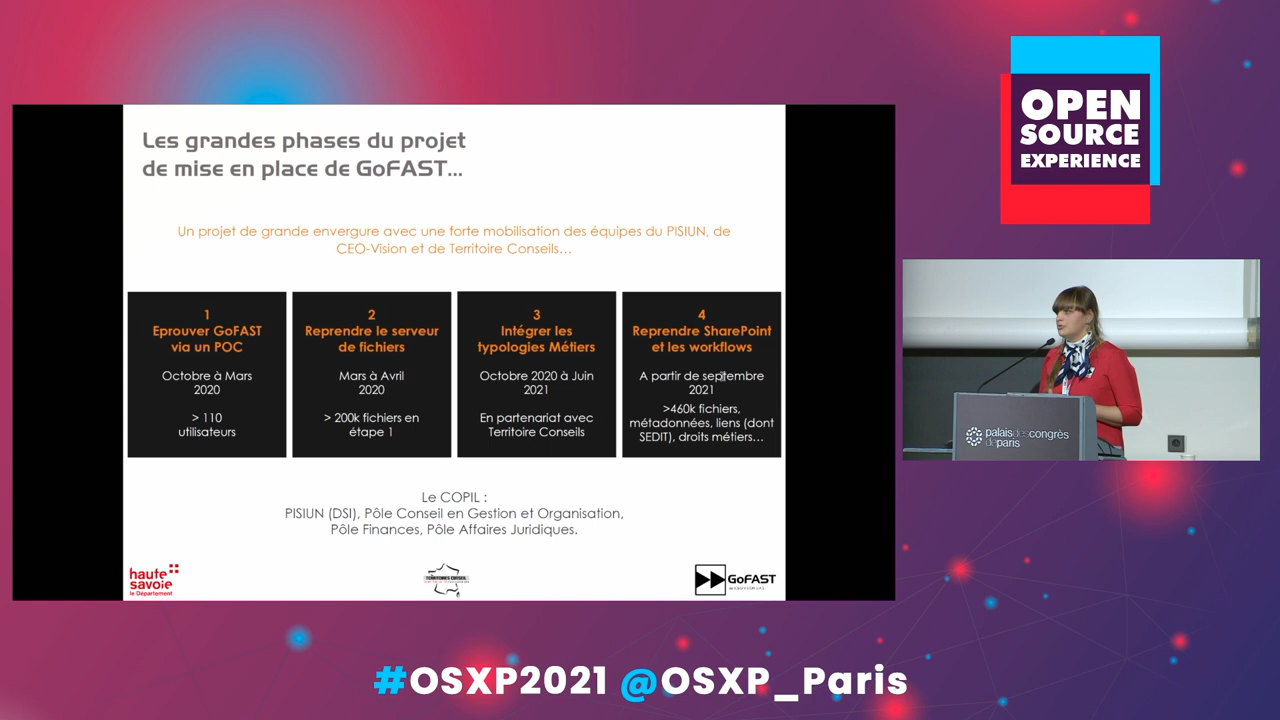 Les grandes phases du projet
de mise en place de GoFAST...
Un projet de grande envergure avec une forte mobilisation des équipes du PISIUN, de
CEO-Vision et de Territoire Conseils...
1
Eprouver GoFAST
via un POC
Octobre à Mars
2020
> 110
utilisateurs
2
Reprendre le serveur
de fichiers
Mars à Avril
2020
> 200k fichiers en
étape 1
3
Intégrer les
typologies Métiers
Octobre 2020 à Juin
2021
En partenariat avec
Territoire Conseils
4
Reprendre SharePoint
et les workflows
A partir de septembre
2021
>460k fichiers,
métadonnées, liens (dont
SEDIT), droits métiers...
Le COPIL :
PISIUN (DSI), Pôle Conseil en Gestion et Organisation,
Pôle Finances, Pôle Affaires Juridiques.
haute
savoie
le Département
TERRITOIRES CONSEIL
GoFAST
OPEN
SOURCE
EXPERIENCE
palaisdescongrès
deparis
#OSXP2021 @OSXP_Paris